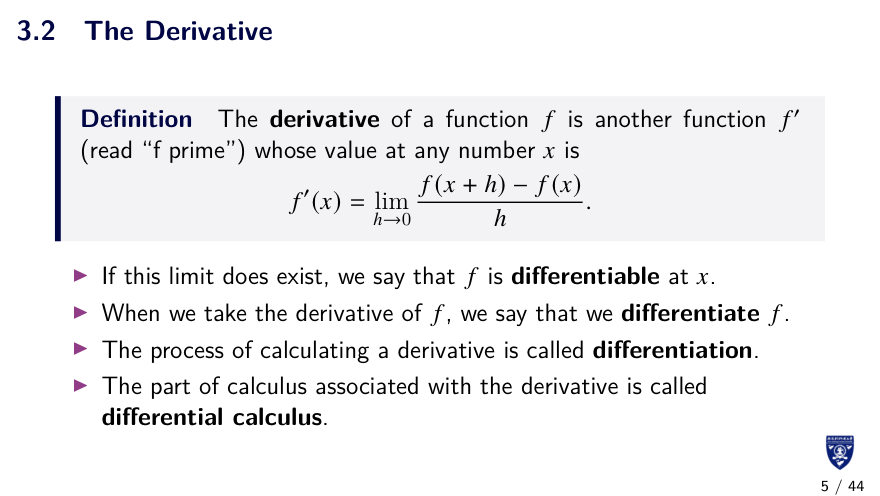 3.2 The Derivative
Definition The derivative of a function f is another function f′
(read “f prime”) whose value at any number x is
f′(x) = lim_{h→0} \frac{f(x + h) − f(x)}{h}.
▶ If this limit does exist, we say that f is differentiable at x.
▶ When we take the derivative of f, we say that we differentiate f.
▶ The process of calculating a derivative is called differentiation.
▶ The part of calculus associated with the derivative is called
differential calculus.
5 / 44